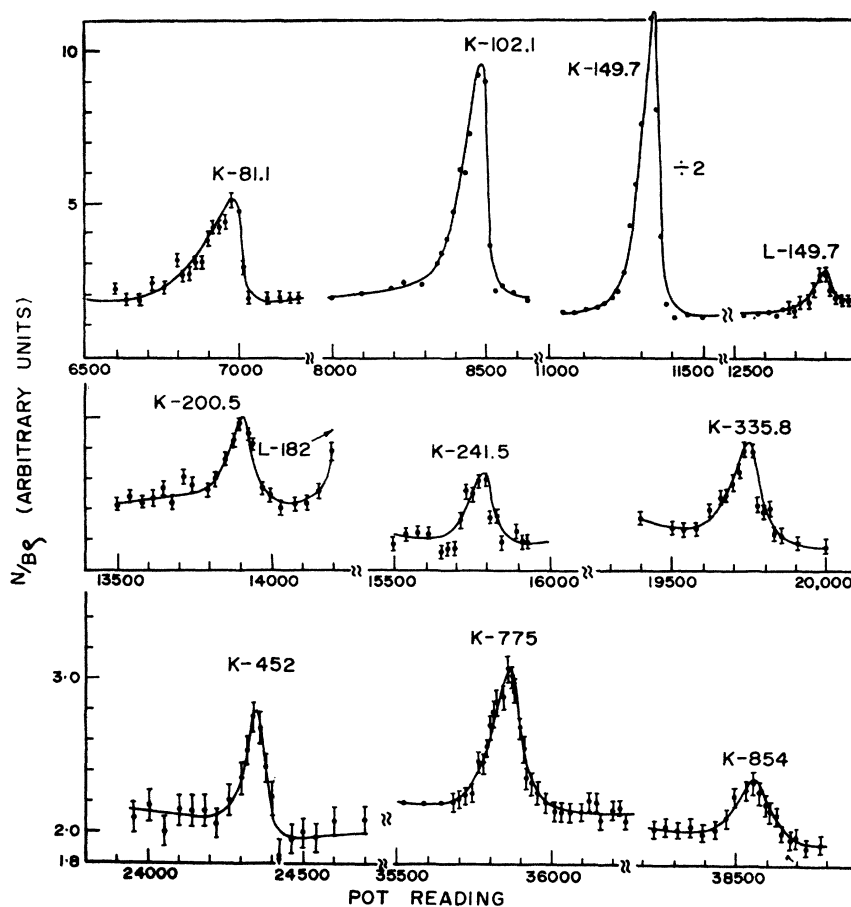 K-102.1
10
K-149.7
÷2
K-81.1
5
L-149.7
6500 7000 8000 8500 11000 11500 12500
K-200.5
L-182
K-241.5
K-335.8
13500 14000 15500 16000 19500 20,000
N/Bρ (ARBITRARY UNITS)
K-775
K-452
3.0
K-854
2.0
1.8
24000 24500 35500 36000 38500
POT READING